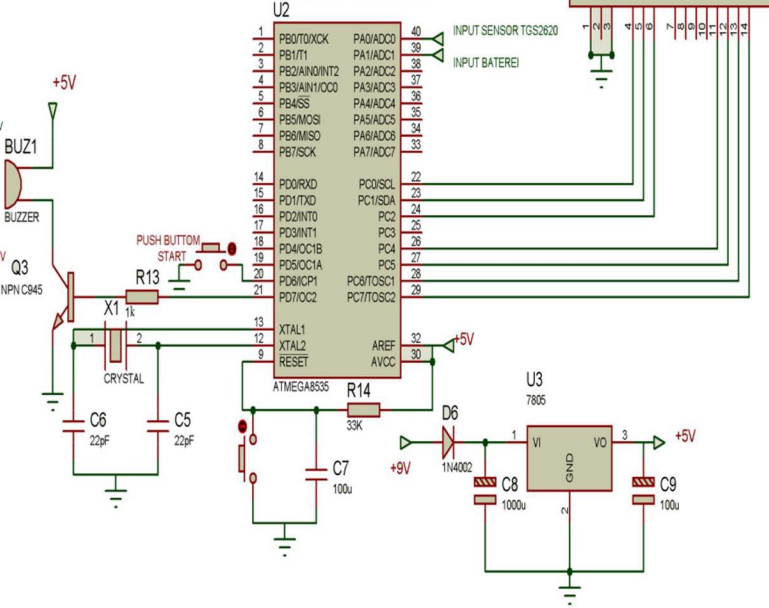 U2
1 PB0/T0/XCK PA0/ADC0 40 INPUT SENSOR TGS2620
2 PB1/T1 PA1/ADC1 39
3 PB2/AIN0/INT2 PA2/ADC2 38 INPUT BATEREI
4 PB3/AIN1/OC0 PA3/ADC3 37
5 PB4/SS PA4/ADC4 36
6 PB5/MOSI PA5/ADC5 35
7 PB6/MISO PA6/ADC6 34
8 PB7/SCK PA7/ADC7 33
14 PD0/RXD PC0/SCL 22
15 PD1/TXD PC1/SDA 23
16 PD2/INT0 PC2 24
17 PD3/INT1 PC3 25
18 PD4/OC1B PC4 26
19 PD5/OC1A PC5 27
20 PD6/ICP1 PC6/TOSC1 28
21 PD7/OC2 PC7/TOSC2 29
13 XTAL1
12 XTAL2 AREF 32 +5V
9 RESET AVCC 30
ATMEGA8535
1 2 3 4 5 6 7 8 9 10 11 12 13 14
+5V
BUZ1
BUZZER
PUSH BUTTOM
START
Q3
NPN C945
R13
1k
X1
1 2
CRYSTAL
C6
22pF
C5
22pF
R14
33K
C7
100u
U3
7805
D6
1N4002
+9V
1 VI VO 3 +5V
GND
2
C8
1000u
C9
100u